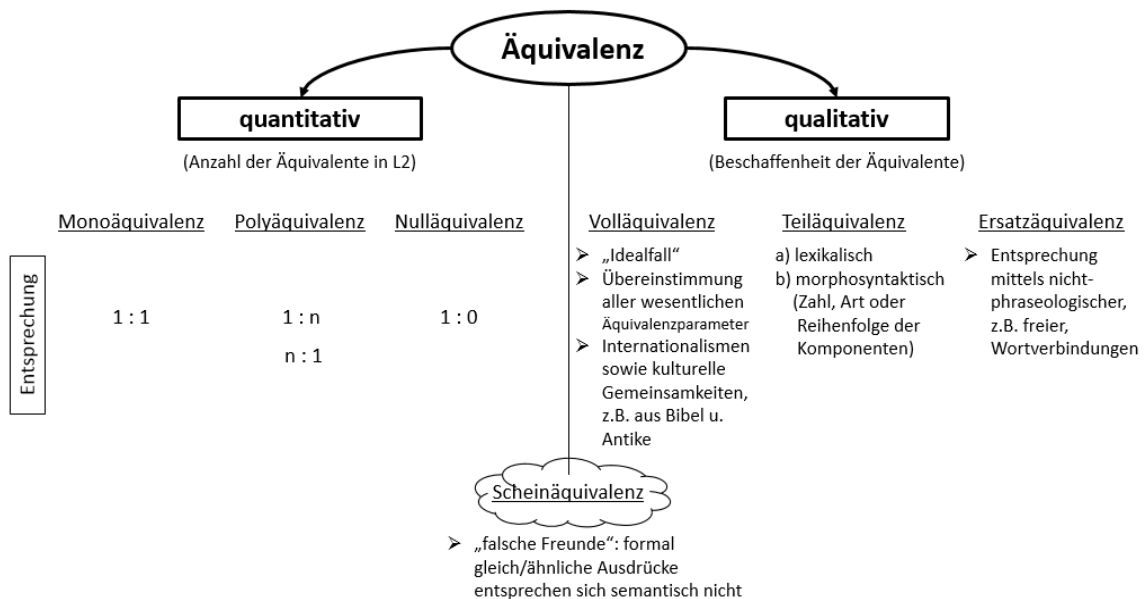 Äquivalenz
quantitativ
(Anzahl der Äquivalente in L2)
qualitativ
(Beschaffenheit der Äquivalente)
Entsprechung
Monoäquivalenz
1 : 1
Polyäquivalenz
1 : n
n : 1
Nulläquivalenz
1 : 0
Volläquivalenz
➢ „Idealfall“
➢ Übereinstimmung
aller wesentlichen
Äquivalenzparameter
➢ Internationalismen
sowie kulturelle
Gemeinsamkeiten,
z.B. aus Bibel u.
Antike
Teiläquivalenz
a) lexikalisch
b) morphosyntaktisch
(Zahl, Art oder
Reihenfolge der
Komponenten)
Ersatzäquivalenz
➢ Entsprechung
mittels nicht-
phraseologischer,
z.B. freier,
Wortverbindungen
Scheinäquivalenz
➢ „falsche Freunde“: formal
gleich/ähnliche Ausdrücke
entsprechen sich semantisch nicht